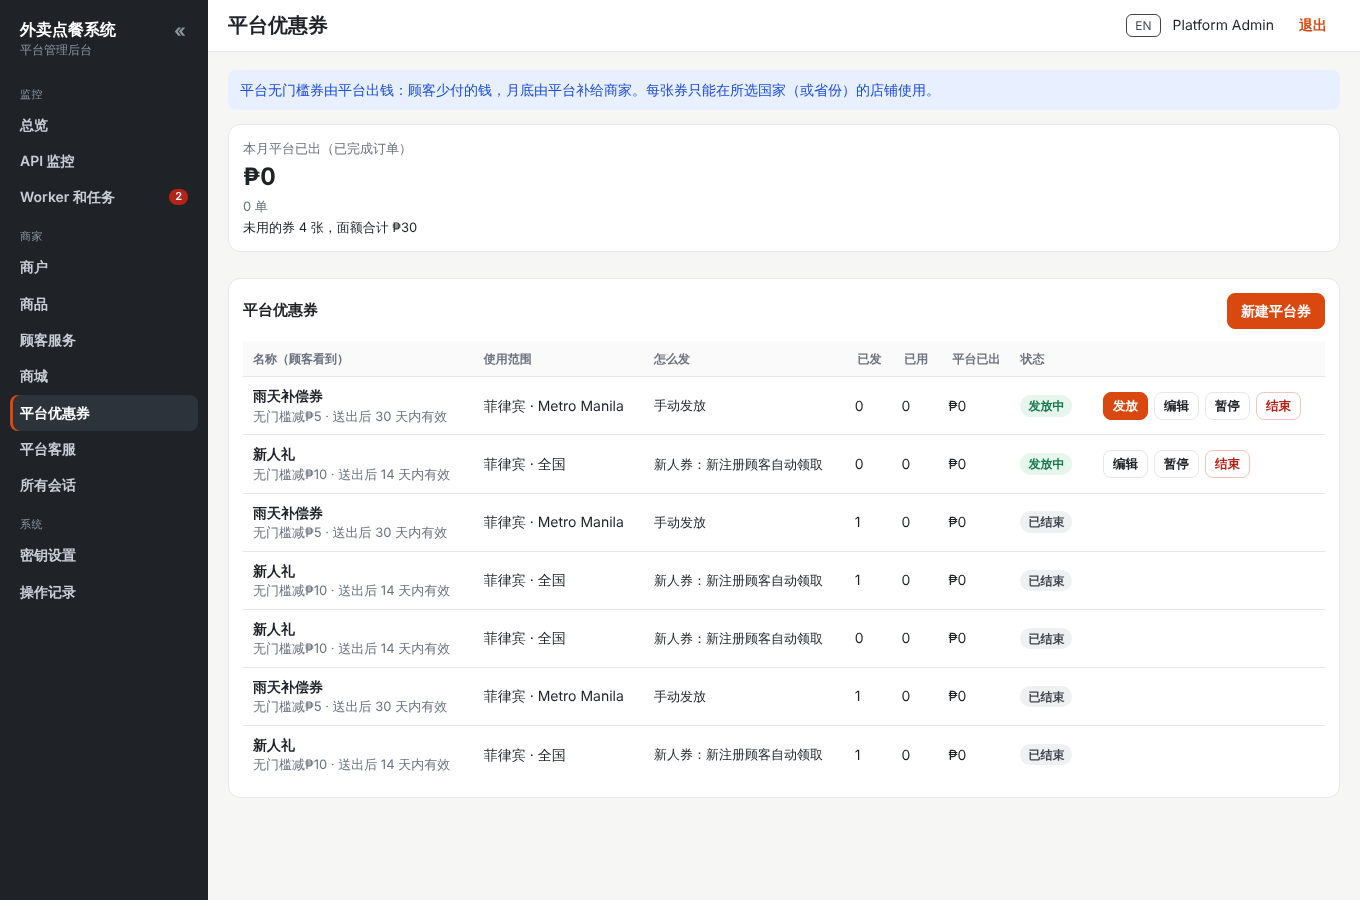 外卖点餐系统
«
平台管理后台
监控
总览
API 监控
Worker 和任务 2
商家
商户
商品
顾客服务
商城
平台优惠券
平台客服
所有会话
系统
密钥设置
操作记录
平台优惠券
EN Platform Admin 退出
平台无门槛券由平台出钱：顾客少付的钱，月底由平台补给商家。每张券只能在所选国家（或省份）的店铺使用。
本月平台已出（已完成订单）
₱0
0 单
未用的券 4 张，面额合计 ₱30
平台优惠券
新建平台券
名称（顾客看到） 使用范围 怎么发 已发 已用 平台已出 状态
雨天补偿券
无门槛减₱5 · 送出后 30 天内有效
菲律宾 · Metro Manila 手动发放 0 0 ₱0 发放中 发放 编辑 暂停 结束
新人礼
无门槛减₱10 · 送出后 14 天内有效
菲律宾 · 全国 新人券：新注册顾客自动领取 0 0 ₱0 发放中 编辑 暂停 结束
雨天补偿券
无门槛减₱5 · 送出后 30 天内有效
菲律宾 · Metro Manila 手动发放 1 0 ₱0 已结束
新人礼
无门槛减₱10 · 送出后 14 天内有效
菲律宾 · 全国 新人券：新注册顾客自动领取 1 0 ₱0 已结束
新人礼
无门槛减₱10 · 送出后 14 天内有效
菲律宾 · 全国 新人券：新注册顾客自动领取 0 0 ₱0 已结束
雨天补偿券
无门槛减₱5 · 送出后 30 天内有效
菲律宾 · Metro Manila 手动发放 1 0 ₱0 已结束
新人礼
无门槛减₱10 · 送出后 14 天内有效
菲律宾 · 全国 新人券：新注册顾客自动领取 1 0 ₱0 已结束